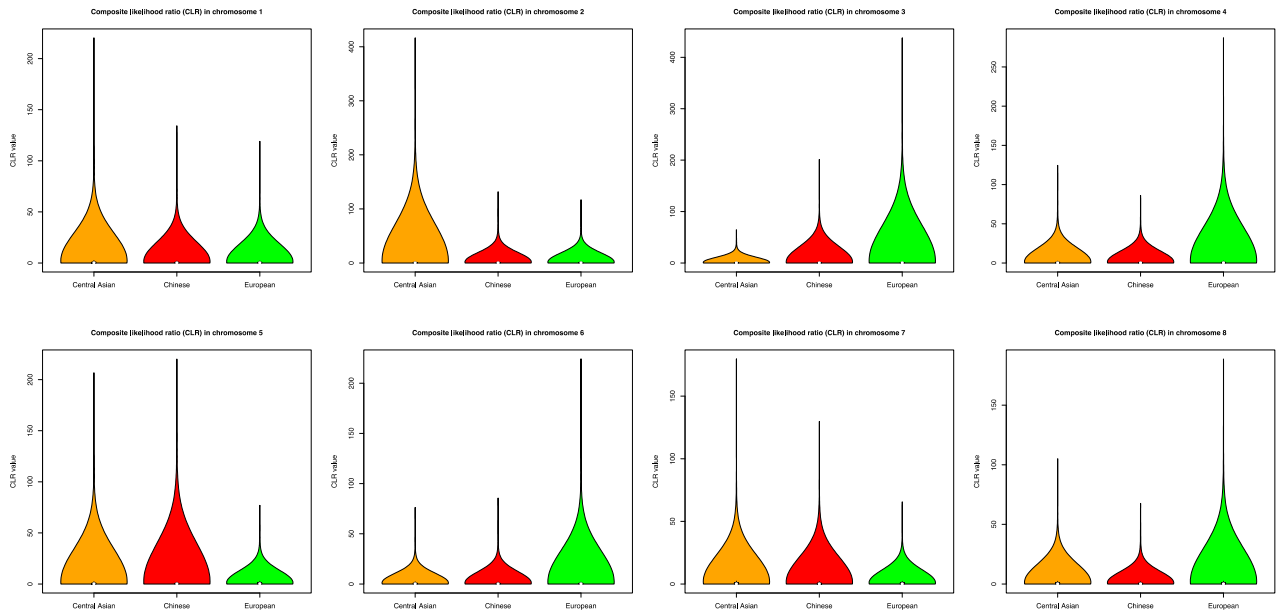 Composite likelihood ratio (CLR) in chromosome 1
CLR value
200
150
100
50
0
Central Asian
Chinese
European
Composite likelihood ratio (CLR) in chromosome 2
CLR value
400
300
200
100
0
Central Asian
Chinese
European
Composite likelihood ratio (CLR) in chromosome 3
CLR value
400
300
200
100
0
Central Asian
Chinese
European
Composite likelihood ratio (CLR) in chromosome 4
CLR value
250
200
150
100
50
0
Central Asian
Chinese
European
Composite likelihood ratio (CLR) in chromosome 5
CLR value
200
150
100
50
0
Central Asian
Chinese
European
Composite likelihood ratio (CLR) in chromosome 6
CLR value
200
150
100
50
0
Central Asian
Chinese
European
Composite likelihood ratio (CLR) in chromosome 7
CLR value
150
100
50
0
Central Asian
Chinese
European
Composite likelihood ratio (CLR) in chromosome 8
CLR value
150
100
50
0
Central Asian
Chinese
European